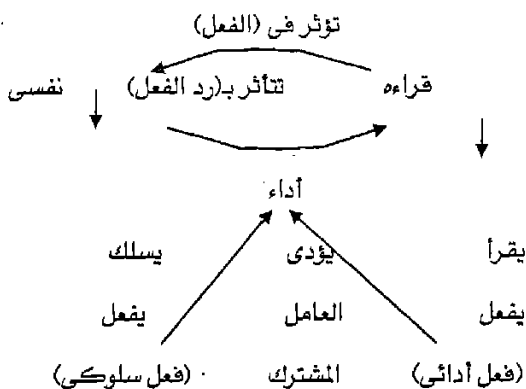 تؤثر فى (الفعل)
قراءه تتأثر بـ(رد الفعل) نفسى
أداء
يقرأ يؤدى يسلك
يفعل العامل يفعل
(فعل أدائى) المشترك (فعل سلوكى)